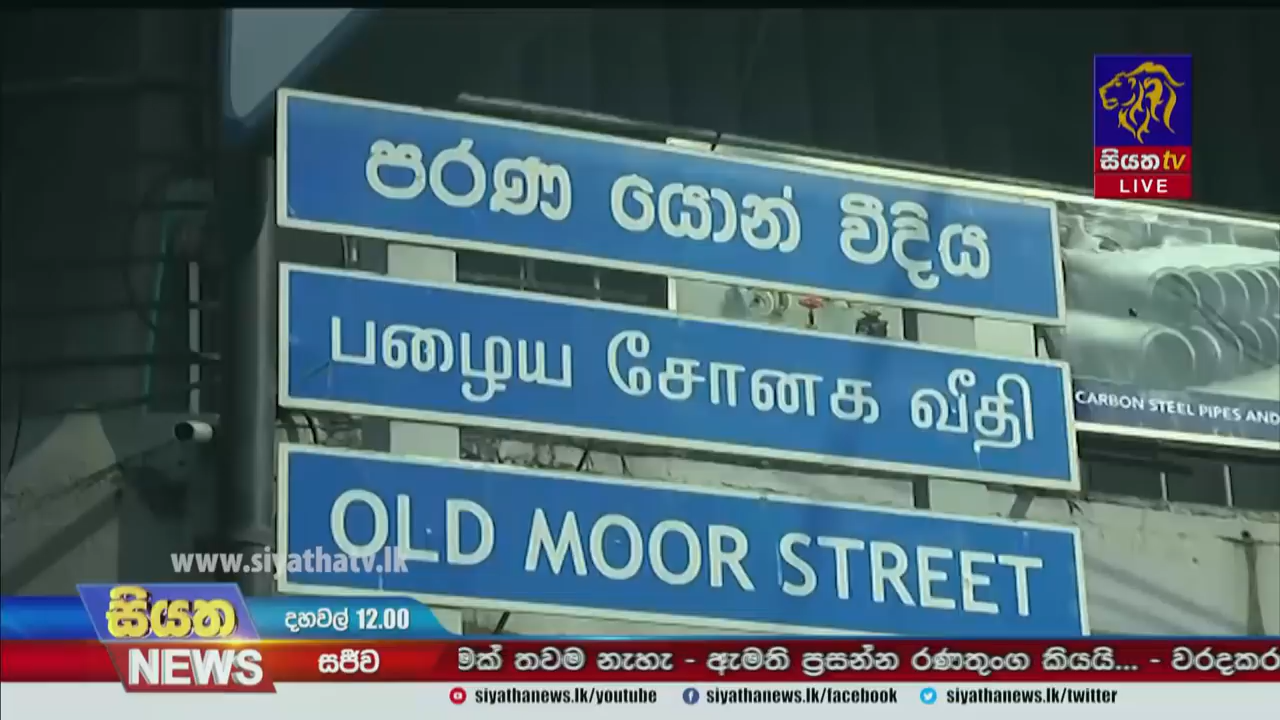 සියත tv
LIVE
පරණ යොන් වීදිය
பழைய சோனக வீதி
CARBON STEEL PIPES AND
OLD MOOR STREET
www.siyathatv.lk
සියත
දහවල් 12.00
NEWS
සජීව
මක් තවම නැහැ - ඇමති ප්‍රසන්න රණතුංග කියයි... - වරදකර
siyathanews.lk/youtube
siyathanews.lk/facebook
siyathanews.lk/twitter